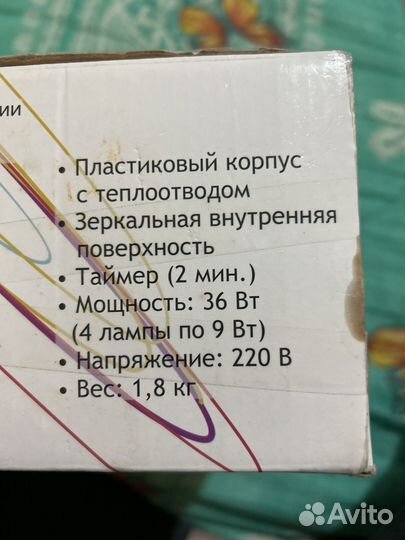 ии
• Пластиковый корпус
с теплоотводом
• Зеркальная внутренняя
поверхность
• Таймер (2 мин.)
• Мощность: 36 Вт
(4 лампы по 9 Вт)
• Напряжение: 220 В
• Вес: 1,8 кг
Avito